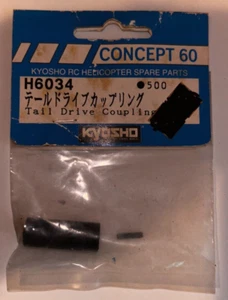 CONCEPT 60
KYOSHO RC HELICOPTER SPARE PARTS
H6034 ●500
テールドライブカップリング
Tail Drive Coupling
KYOSHO